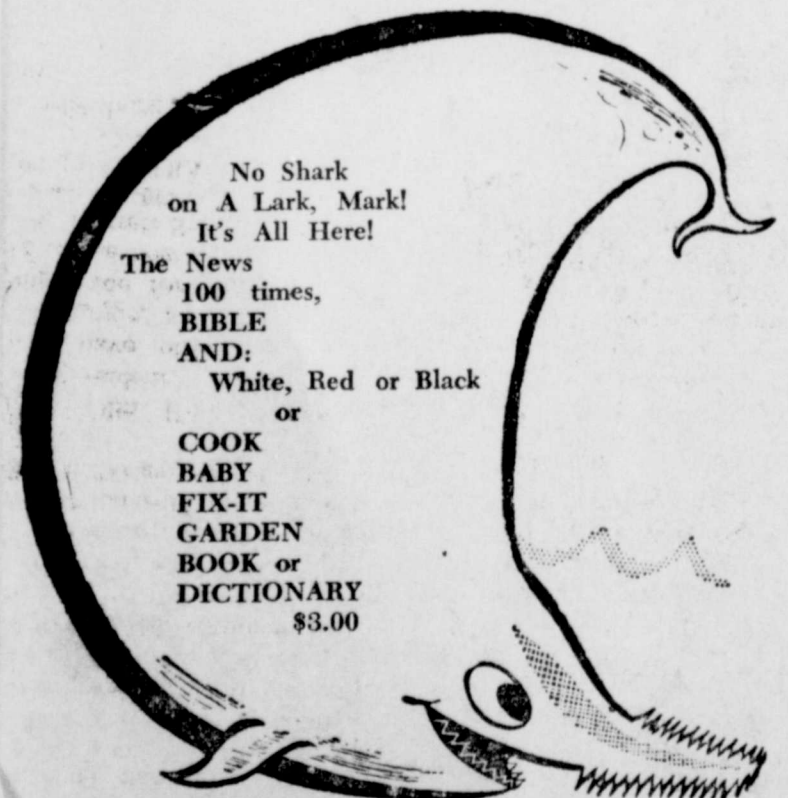 No Shark
on A Lark, Mark!
It's All Here!
The News
100 times,
BIBLE
AND:
White, Red or Black
or
COOK
BABY
FIX-IT
GARDEN
BOOK or
DICTIONARY
$3.00